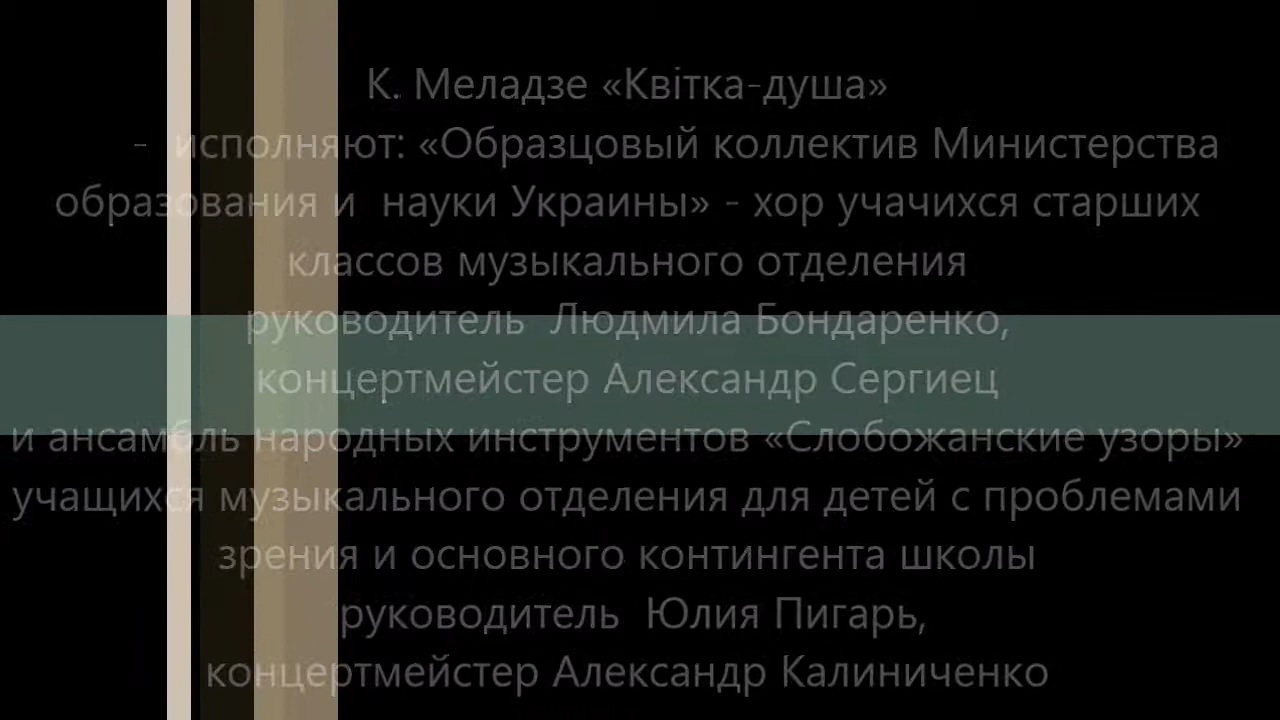 К. Меладзе «Квітка-душа»
- исполняют: «Образцовый коллектив Министерства
образования и науки Украины» - хор учачихся старших
классов музыкального отделения
руководитель Людмила Бондаренко,
концертмейстер Александр Сергиец
и ансамбль народных инструментов «Слобожанские узоры»
учащихся музыкального отделения для детей с проблемами
зрения и основного контингента школы
руководитель Юлия Пигарь,
концертмейстер Александр Калиниченко